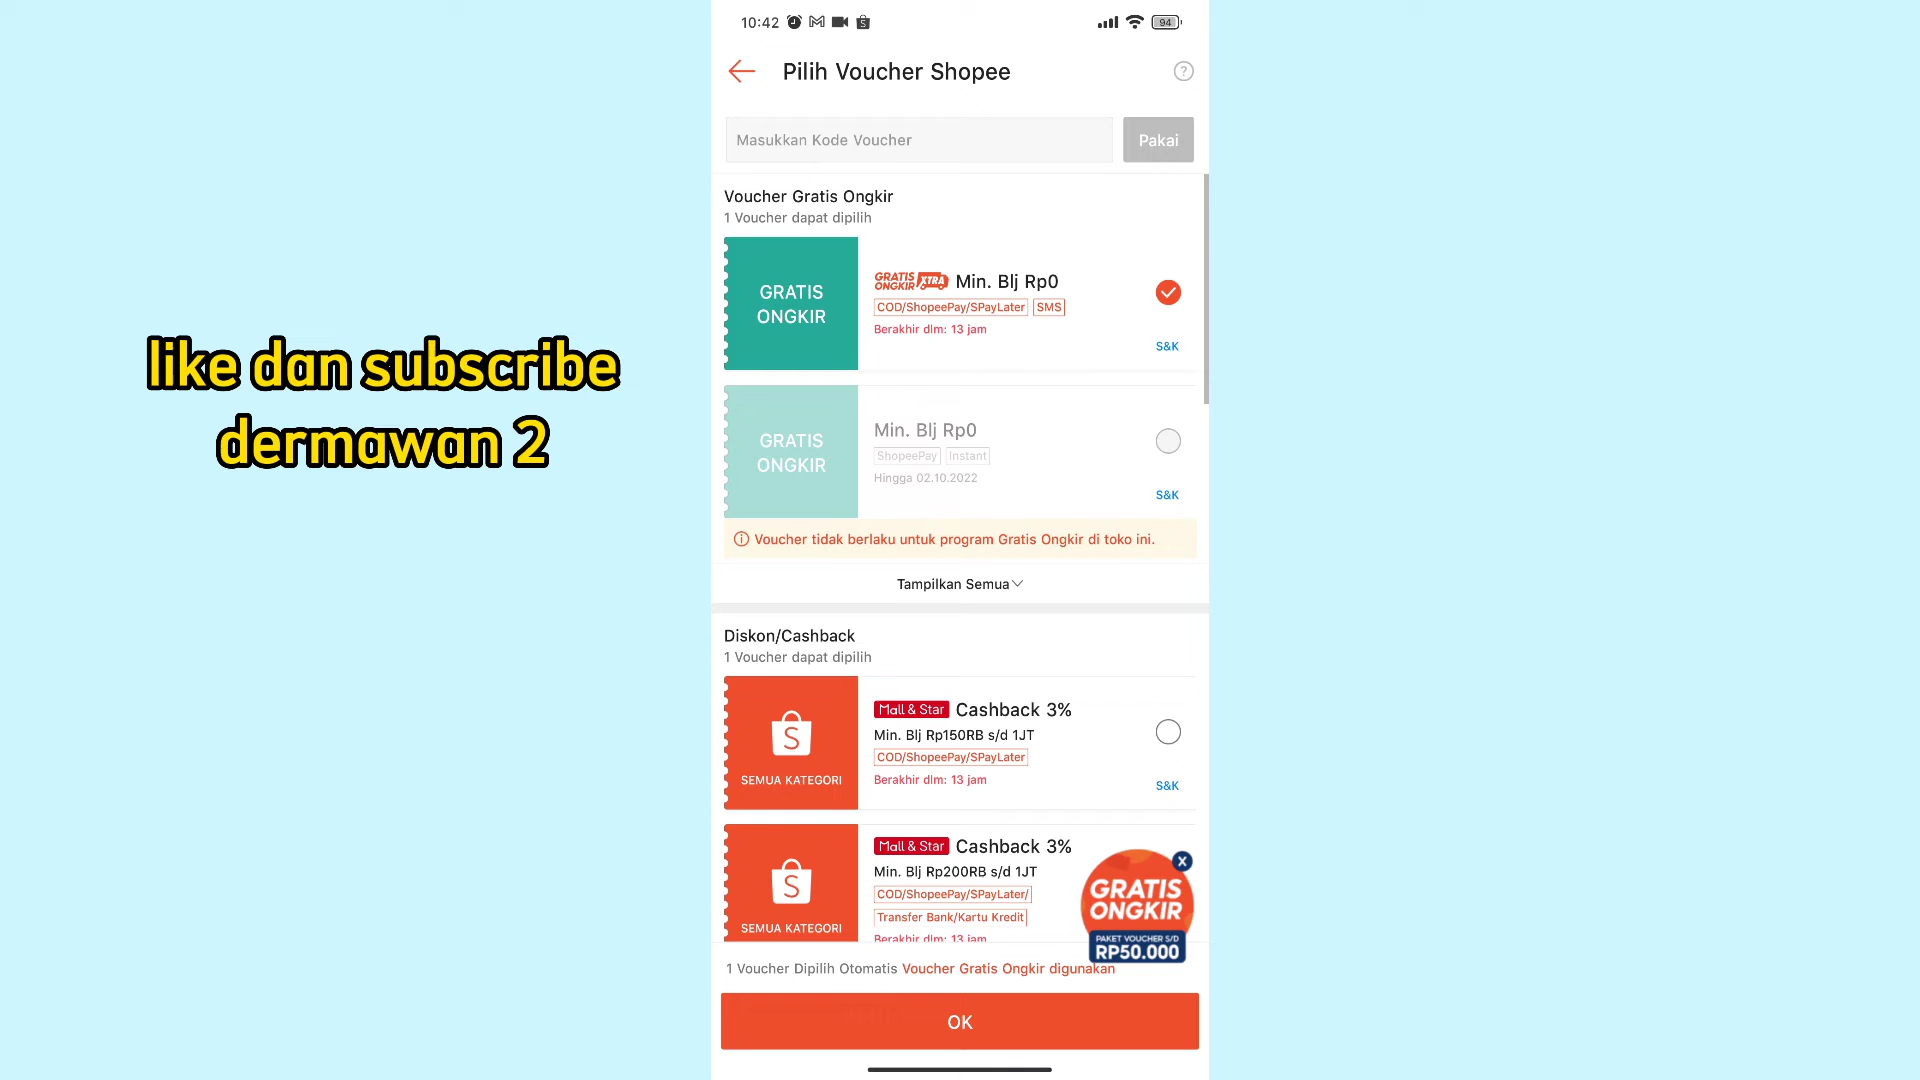 10:42
94
Pilih Voucher Shopee
?
Masukkan Kode Voucher
Pakai
Voucher Gratis Ongkir
1 Voucher dapat dipilih
GRATIS
ONGKIR
GRATIS
ONGKIR XTRA
Min. Blj Rp0
COD/ShopeePay/SPayLater SMS
Berakhir dlm: 13 jam
S&K
GRATIS
ONGKIR
Min. Blj Rp0
ShopeePay Instant
Hingga 02.10.2022
S&K
Voucher tidak berlaku untuk program Gratis Ongkir di toko ini.
Tampilkan Semua
Diskon/Cashback
1 Voucher dapat dipilih
S
SEMUA KATEGORI
Mall & Star Cashback 3%
Min. Blj Rp150RB s/d 1JT
COD/ShopeePay/SPayLater
Berakhir dlm: 13 jam
S&K
S
SEMUA KATEGORI
Mall & Star Cashback 3%
Min. Blj Rp200RB s/d 1JT
COD/ShopeePay/SPayLater/
Transfer Bank/Kartu Kredit
Berakhir dlm: 13 jam
X
GRATIS
ONGKIR
PAKET VOUCHER S/D
RP50.000
1 Voucher Dipilih Otomatis Voucher Gratis Ongkir digunakan
OK
like dan subscribe
dermawan 2